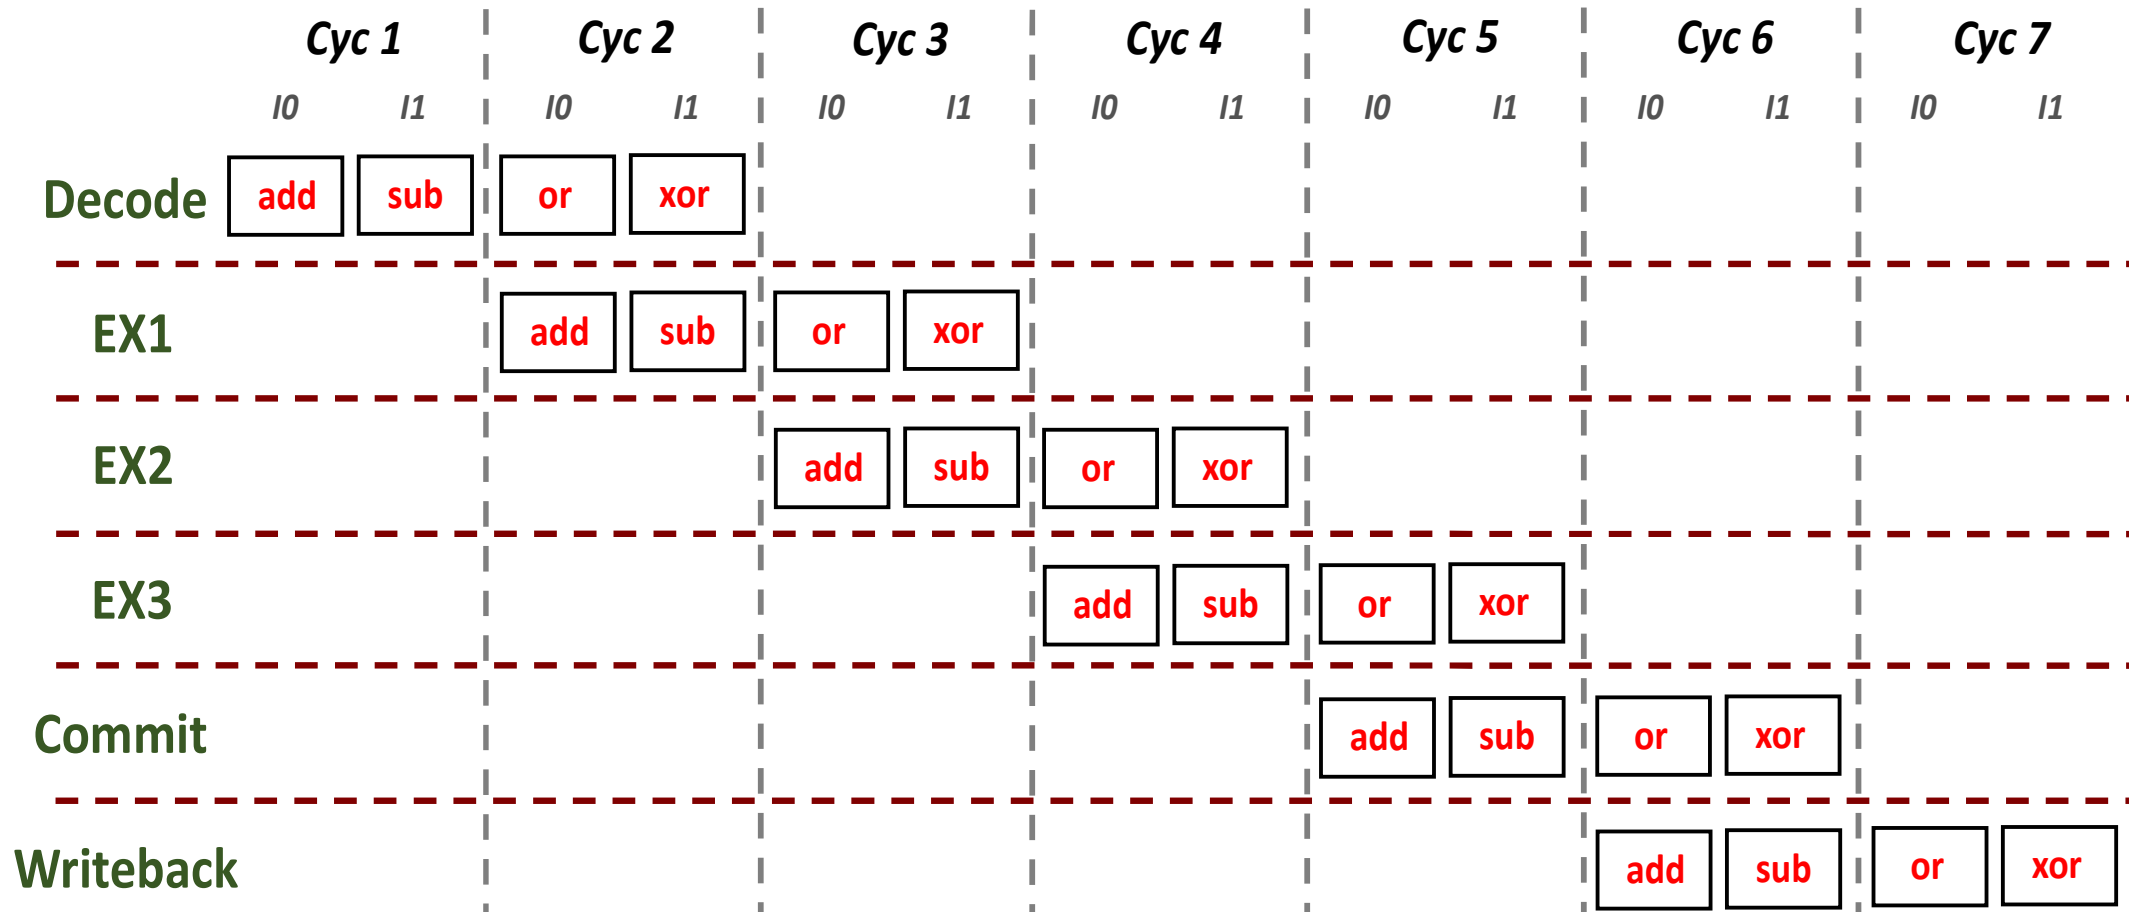 Cyc 1 Cyc 2 Cyc 3 Cyc 4 Cyc 5 Cyc 6 Cyc 7
I0 I1 I0 I1 I0 I1 I0 I1 I0 I1 I0 I1 I0 I1
Decode add sub or xor
EX1 add sub or xor
EX2 add sub or xor
EX3 add sub or xor
Commit add sub or xor
Writeback add sub or xor